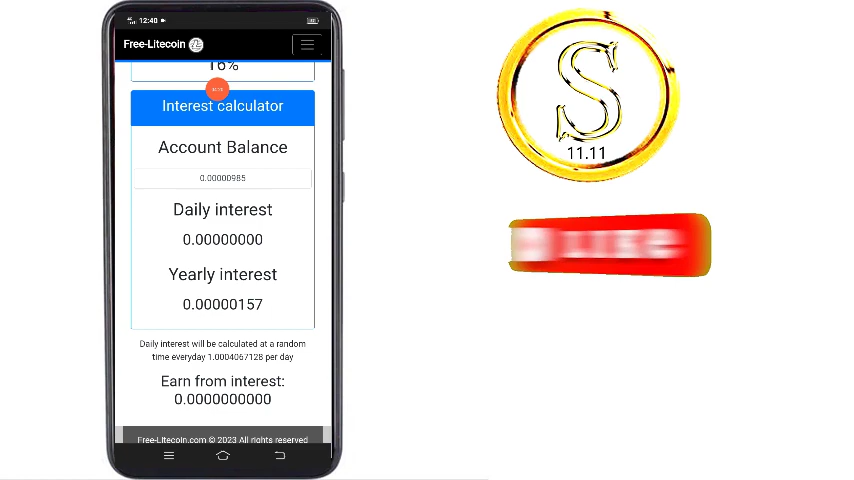 12:40
Free-Litecoin
16%
Interest calculator
Account Balance
0.00000985
Daily interest
0.00000000
Yearly interest
0.00000157
Daily interest will be calculated at a random
time everyday 1.0004067128 per day
Earn from interest:
0.0000000000
Free-Litecoin.com © 2023 All rights reserved
S
11.11